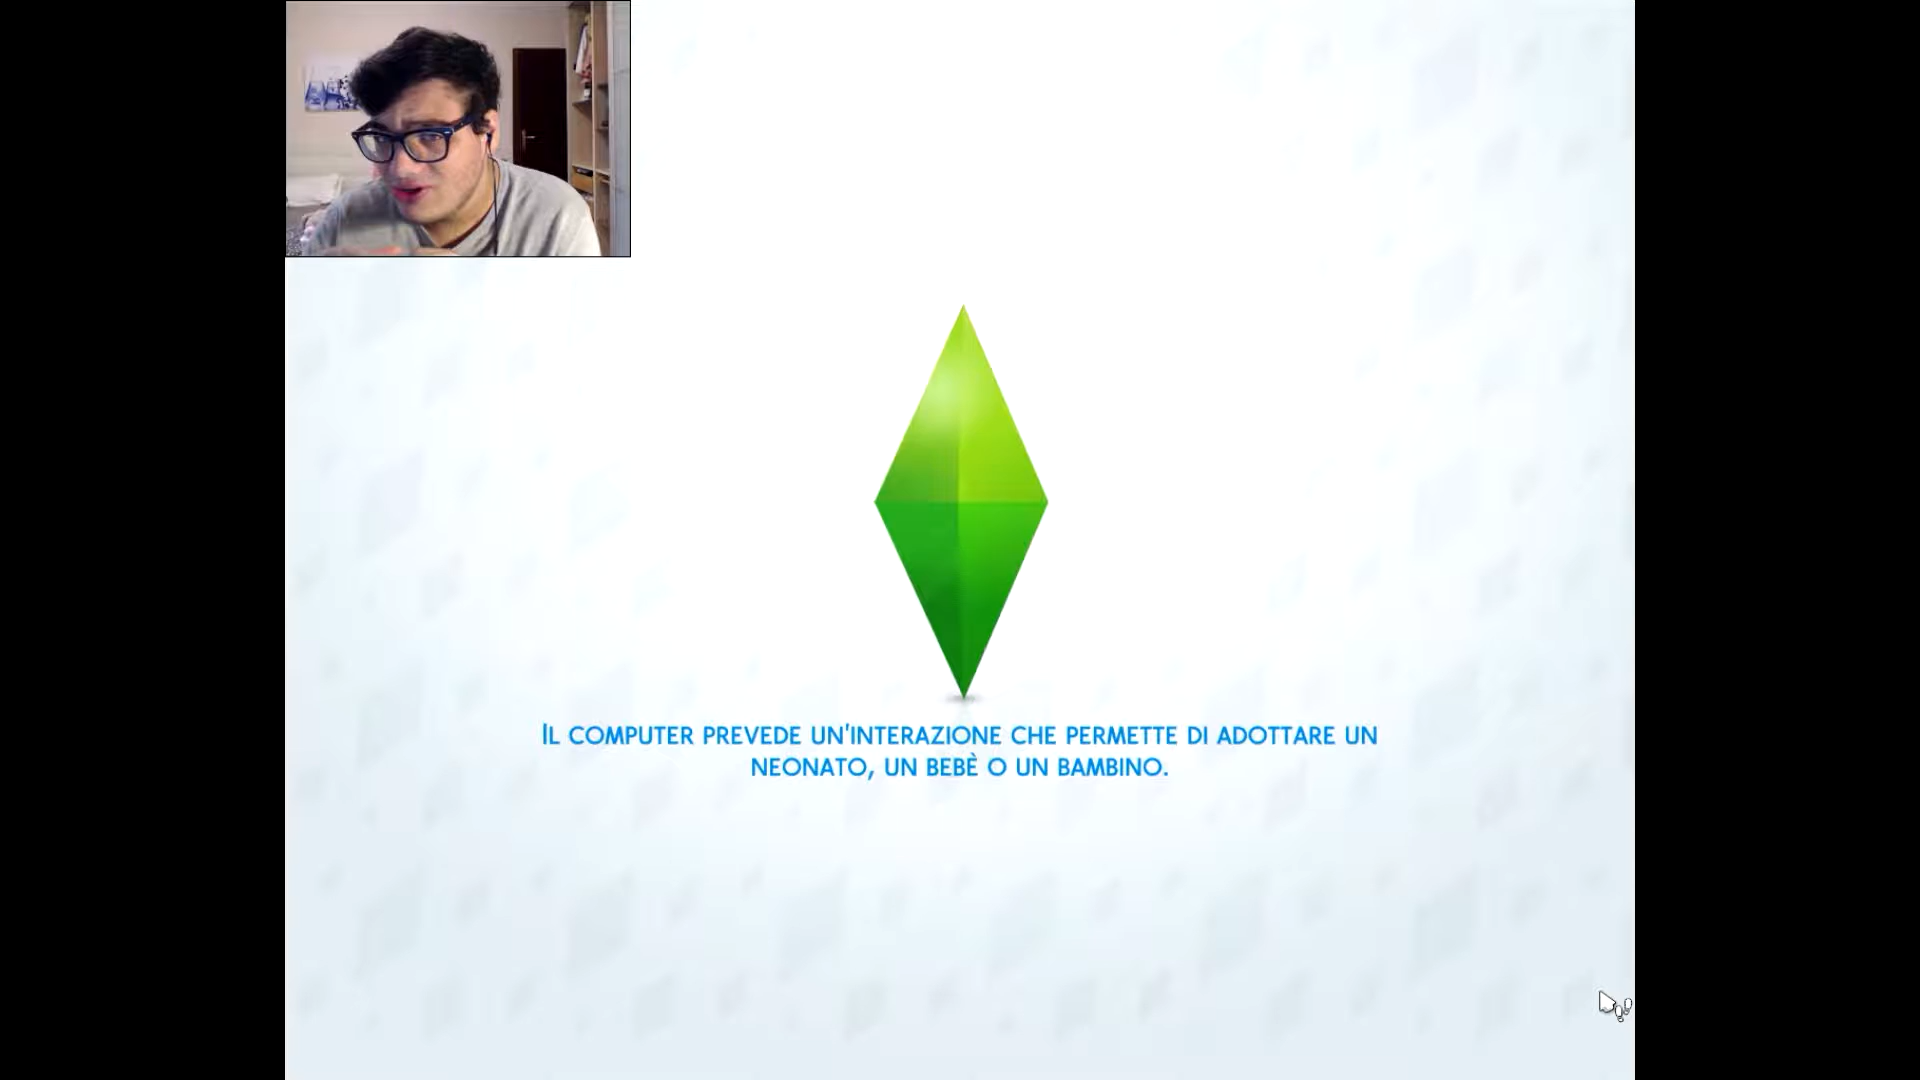 Il computer prevede un'interazione che permette di adottare un
neonato, un bebè o un bambino.